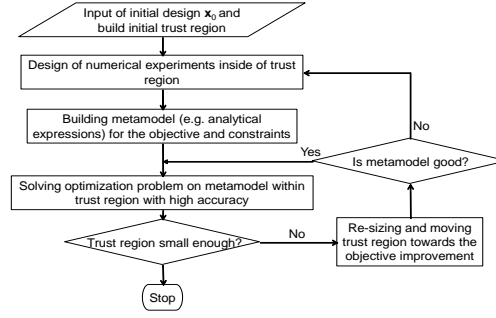 Input of initial design x₀ and
build initial trust region
Design of numerical experiments inside of trust
region
Building metamodel (e.g. analytical
expressions) for the objective and constraints
No
Yes
Is metamodel good?
Solving optimization problem on metamodel within
trust region with high accuracy
Trust region small enough?
No
Re-sizing and moving
trust region towards the
objective improvement
Stop